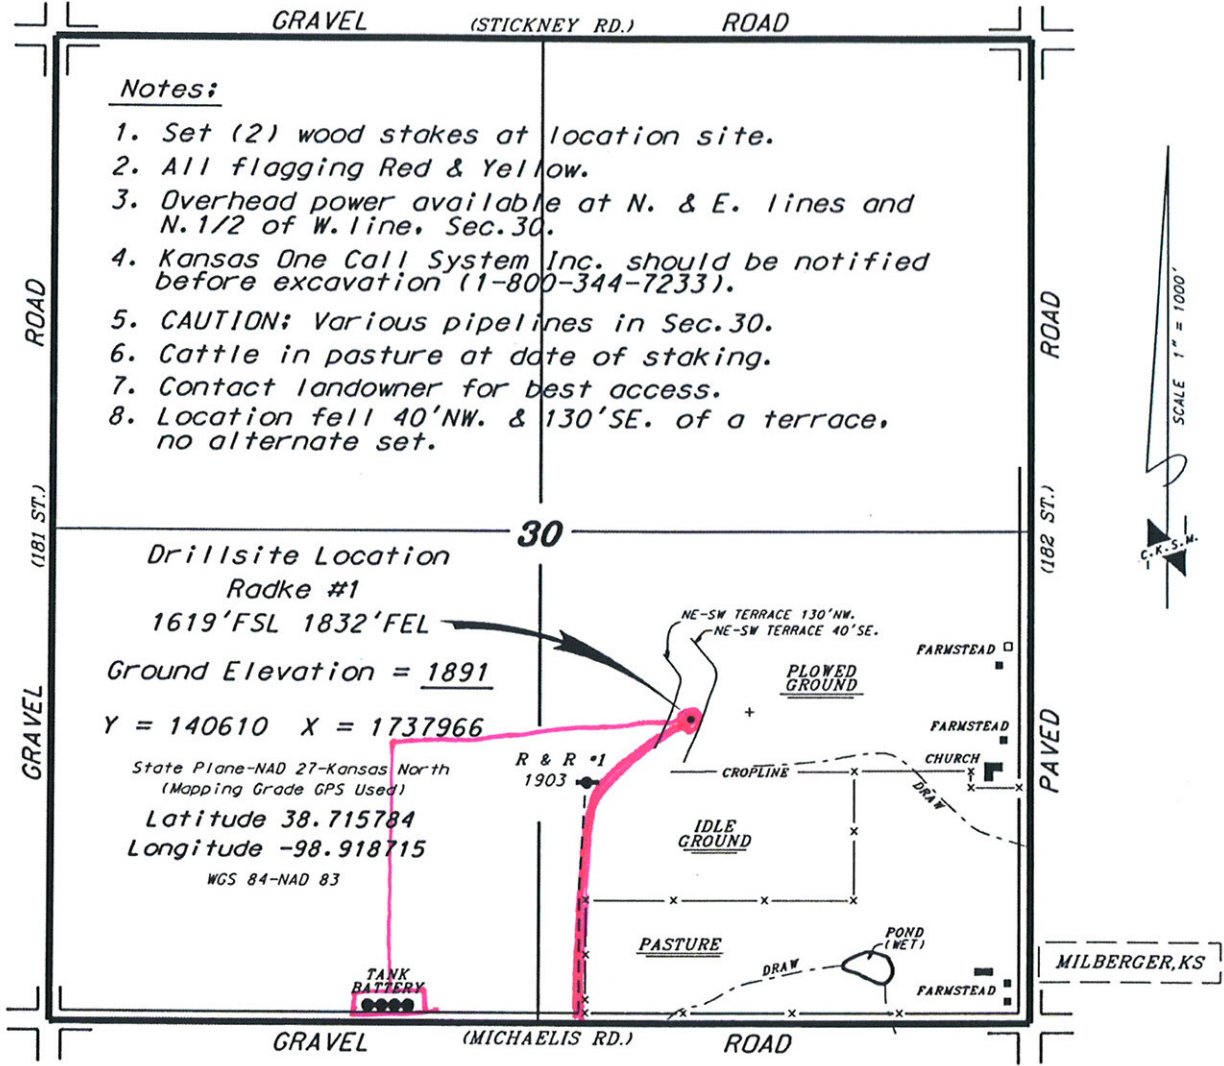 GRAVEL (STICKNEY RD.) ROAD
Notes:
1. Set (2) wood stakes at location site.
2. All flagging Red & Yellow.
3. Overhead power available at N. & E. lines and
N.1/2 of W.line, Sec.30.
4. Kansas One Call System Inc. should be notified
before excavation (1-800-344-7233).
5. CAUTION: Various pipelines in Sec.30.
6. Cattle in pasture at date of staking.
7. Contact landowner for best access.
8. Location fell 40'NW. & 130'SE. of a terrace,
no alternate set.
ROAD
(181 ST.)
GRAVEL
ROAD
(182 ST.)
PAVED
SCALE 1" = 1000'
C.K.S.M.
30
Drillsite Location
Radke #1
1619'FSL 1832'FEL
Ground Elevation = 1891
Y = 140610 X = 1737966
State Plane-NAD 27-Kansas North
(Mapping Grade GPS Used)
Latitude 38.715784
Longitude -98.918715
WGS 84-NAD 83
NE-SW TERRACE 130'NW.
NE-SW TERRACE 40'SE.
PLOWED
GROUND
FARMSTEAD
FARMSTEAD
CHURCH
R & R #1
1903
CROPLINE
DRAW
IDLE
GROUND
PASTURE
POND
(WET)
DRAW
FARMSTEAD
MILBERGER,KS
TANK
BATTERY
GRAVEL (MICHAELIS RD.) ROAD